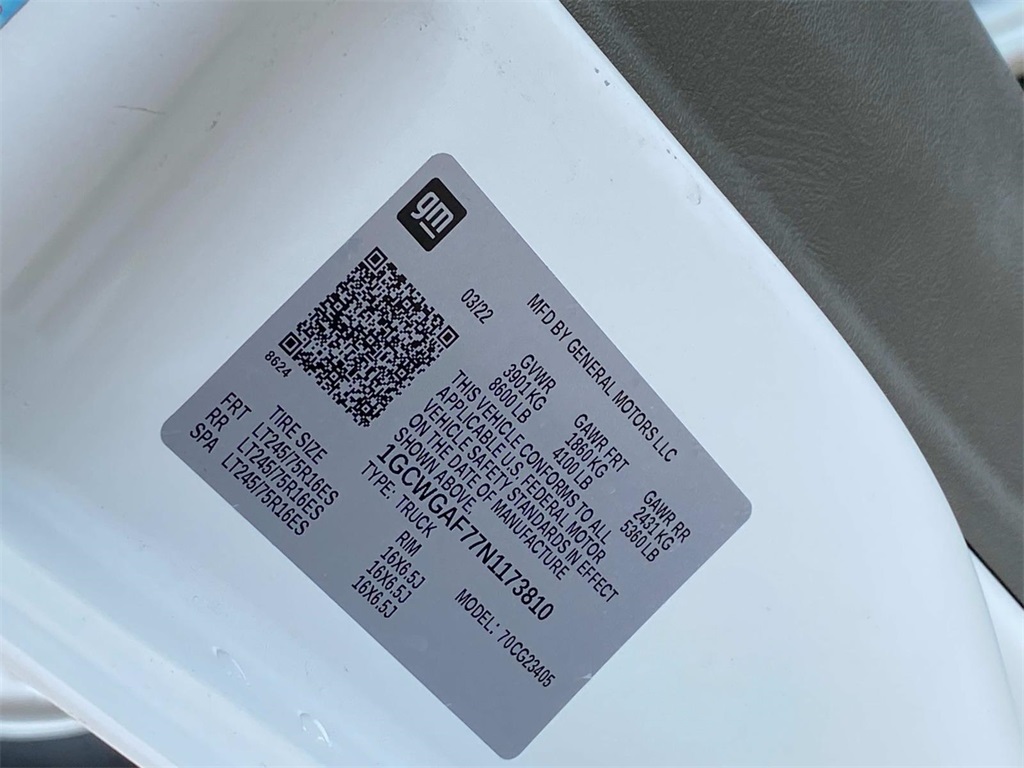 gm
MFD BY GENERAL MOTORS LLC
03/22
GVWR GAWR FRT GAWR RR
3901 KG 1860 KG 2431 KG
8600 LB 4100 LB 5360 LB
THIS VEHICLE CONFORMS TO ALL
APPLICABLE U.S. FEDERAL MOTOR
VEHICLE SAFETY STANDARDS IN EFFECT
ON THE DATE OF MANUFACTURE
SHOWN ABOVE.
1GCWGAF77N1173810
TYPE: TRUCK MODEL: 70CG23405
8624
TIRE SIZE RIM
FRT LT245/75R16ES 16X6.5J
RR LT245/75R16ES 16X6.5J
SPA LT245/75R16ES 16X6.5J